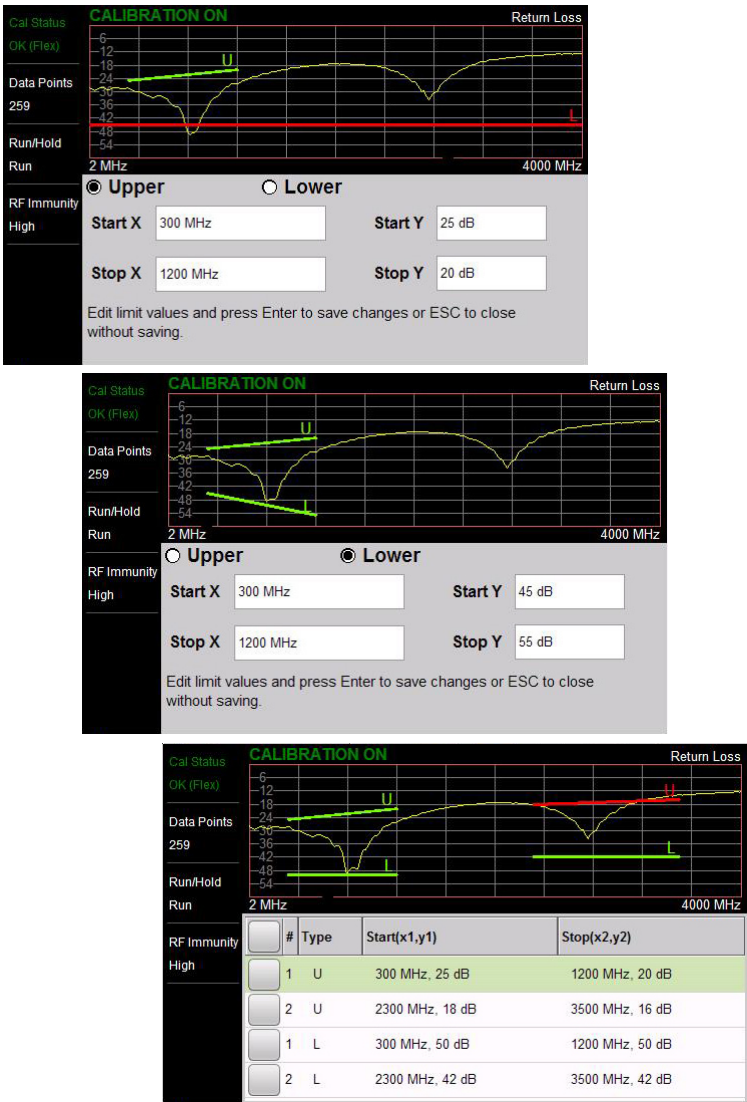 Cal Status
OK (Flex)
Data Points
259
Run/Hold
Run
RF Immunity
High
CALIBRATION ON
Return Loss
-6
-12
-18
-24
-30
-36
-42
-48
-54
U
L
2 MHz 4000 MHz
Upper Lower
Start X 300 MHz Start Y 25 dB
Stop X 1200 MHz Stop Y 20 dB
Edit limit values and press Enter to save changes or ESC to close
without saving.
Cal Status
OK (Flex)
Data Points
259
Run/Hold
Run
RF Immunity
High
CALIBRATION ON
Return Loss
-6
-12
-18
-24
-30
-36
-42
-48
-54
U
L
2 MHz 4000 MHz
Upper Lower
Start X 300 MHz Start Y 45 dB
Stop X 1200 MHz Stop Y 55 dB
Edit limit values and press Enter to save changes or ESC to close
without saving.
Cal Status
OK (Flex)
Data Points
259
Run/Hold
Run
RF Immunity
High
CALIBRATION ON
Return Loss
-6
-12
-18
-24
-30
-36
-42
-48
-54
U U
L L
2 MHz 4000 MHz
# Type Start(x1,y1) Stop(x2,y2)
1 U 300 MHz, 25 dB 1200 MHz, 20 dB
2 U 2300 MHz, 18 dB 3500 MHz, 16 dB
1 L 300 MHz, 50 dB 1200 MHz, 50 dB
2 L 2300 MHz, 42 dB 3500 MHz, 42 dB